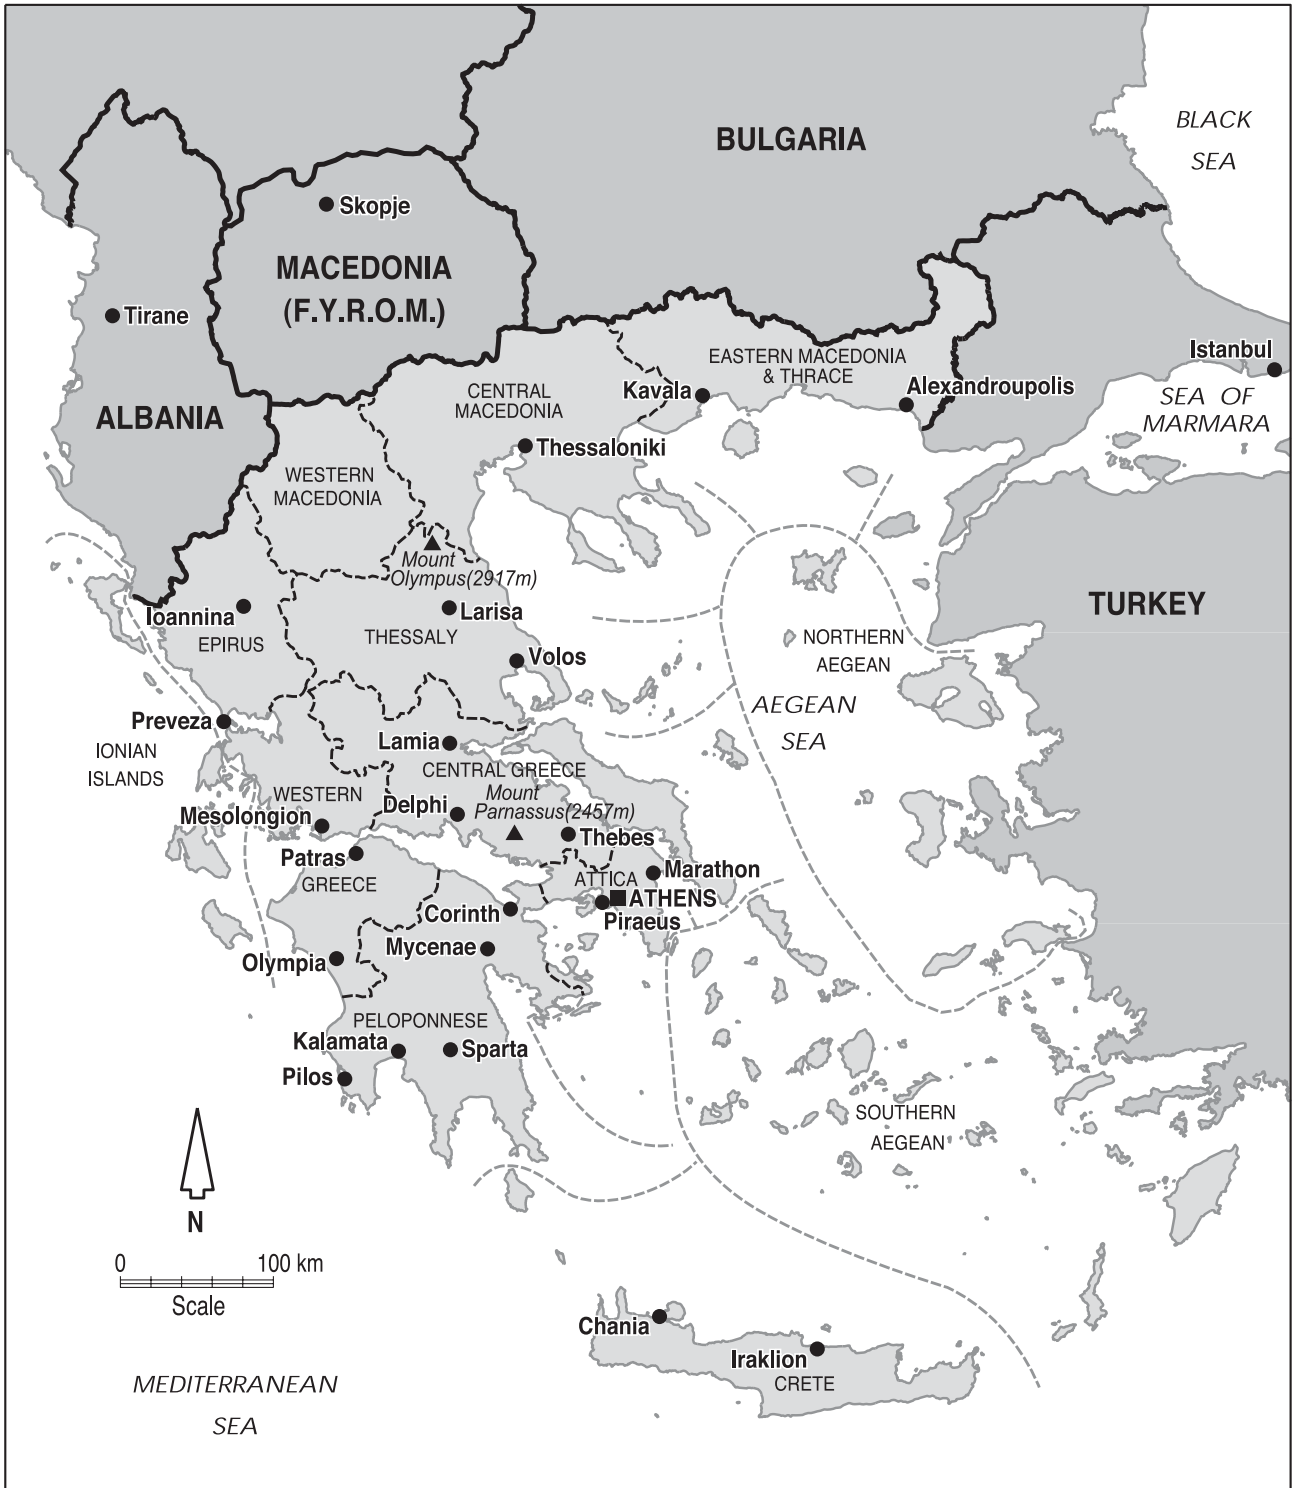 BLACK
SEA
BULGARIA
Skopje
MACEDONIA
(F.Y.R.O.M.)
Tirane
ALBANIA
Istanbul
EASTERN MACEDONIA
& THRACE
Kavala
Alexandroupolis
SEA OF
MARMARA
CENTRAL
MACEDONIA
Thessaloniki
WESTERN
MACEDONIA
Mount
Olympus(2917m)
TURKEY
Ioannina
EPIRUS
Larisa
THESSALY
NORTHERN
AEGEAN
Volos
AEGEAN
SEA
Preveza
IONIAN
ISLANDS
Lamia
CENTRAL GREECE
WESTERN
Delphi
Mount
Parnassus(2457m)
Mesolongion
Thebes
Patras
GREECE
Marathon
ATTICA
ATHENS
Piraeus
Corinth
Mycenae
Olympia
PELOPONNESE
Kalamata
Sparta
Pilos
SOUTHERN
AEGEAN
N
0 100 km
Scale
Chania
Iraklion
CRETE
MEDITERRANEAN
SEA